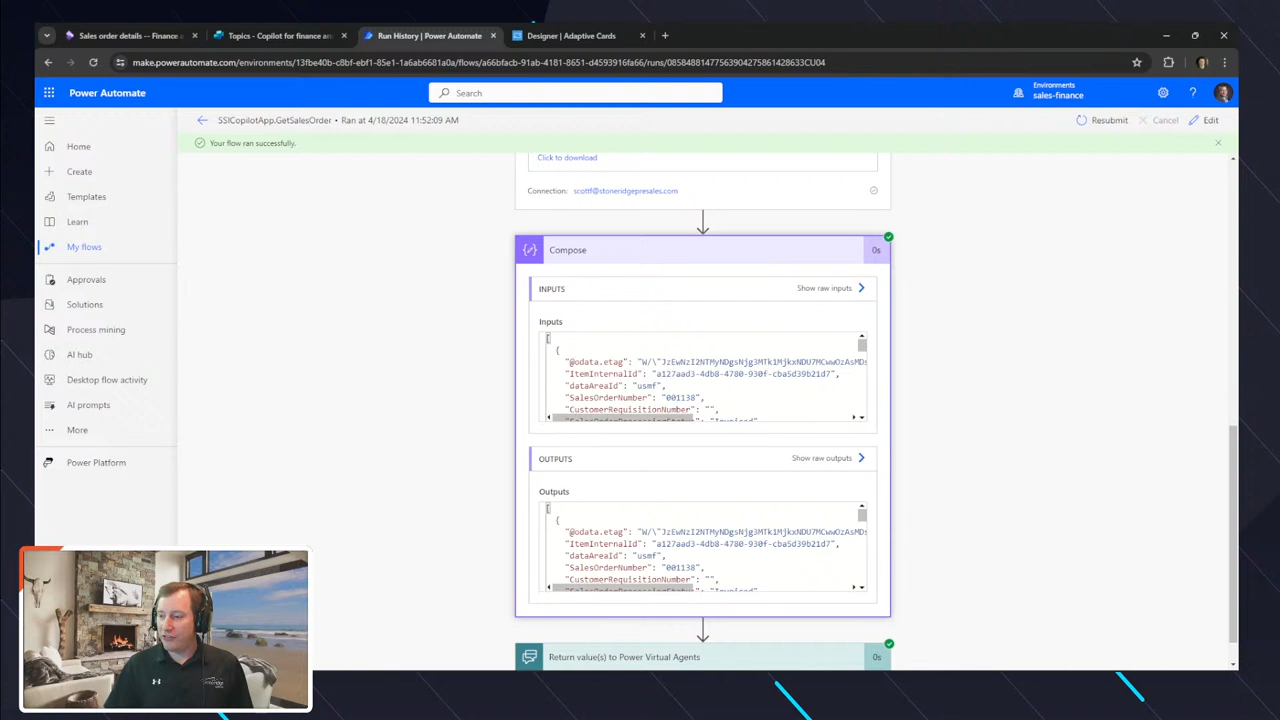 Sales order details -- Finance a
Topics - Copilot for finance an
Run History | Power Automate
Designer | Adaptive Cards
make.powerautomate.com/environments/13fbe40b-c8bf-ebf1-85e1-1a6ab6681a0a/flows/a66bfacb-91ab-4181-8651-d4593916fa66/runs/08584881477563904275861428633CU04
Power Automate
Search
Environments
sales-finance
SSICopilotApp.GetSalesOrder • Ran at 4/18/2024 11:52:09 AM
Resubmit
Cancel
Edit
Your flow ran successfully.
Home
Create
Templates
Learn
My flows
Approvals
Solutions
Process mining
AI hub
Desktop flow activity
AI prompts
More
Power Platform
Click to download
Connection: scottf@stoneridgepresales.com
Compose
0s
INPUTS
Show raw inputs
Inputs
[
{
"@odata.etag": "W/\"JzEwNzI2NTMyNDgsNjg3MTk1MjkxNDU7MCwwOzAsMDs
"ItemInternalId": "a127aad3-4db8-4780-930f-cba5d39b21d7",
"dataAreaId": "usmf",
"SalesOrderNumber": "001138",
"CustomerRequisitionNumber": "",
OUTPUTS
Show raw outputs
Outputs
[
{
"@odata.etag": "W/\"JzEwNzI2NTMyNDgsNjg3MTk1MjkxNDU7MCwwOzAsMDs
"ItemInternalId": "a127aad3-4db8-4780-930f-cba5d39b21d7",
"dataAreaId": "usmf",
"SalesOrderNumber": "001138",
"CustomerRequisitionNumber": "",
Return value(s) to Power Virtual Agents
0s